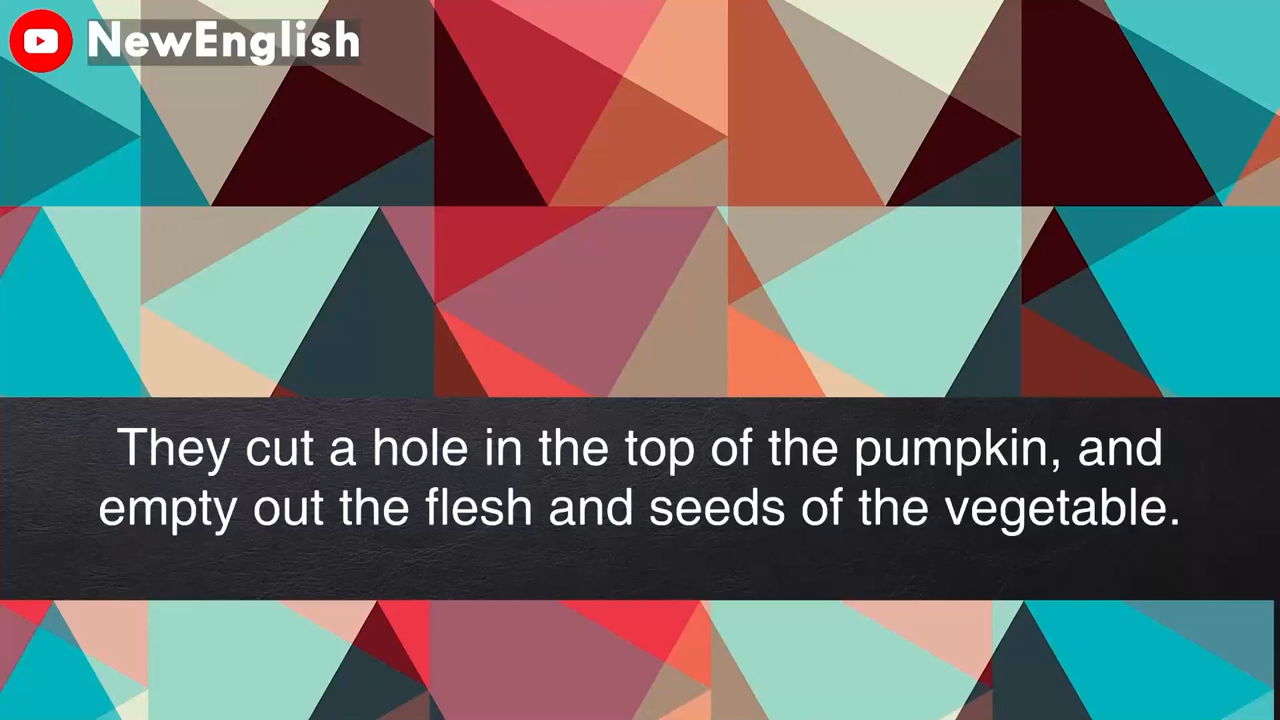 NewEnglish
They cut a hole in the top of the pumpkin, and
empty out the flesh and seeds of the vegetable.